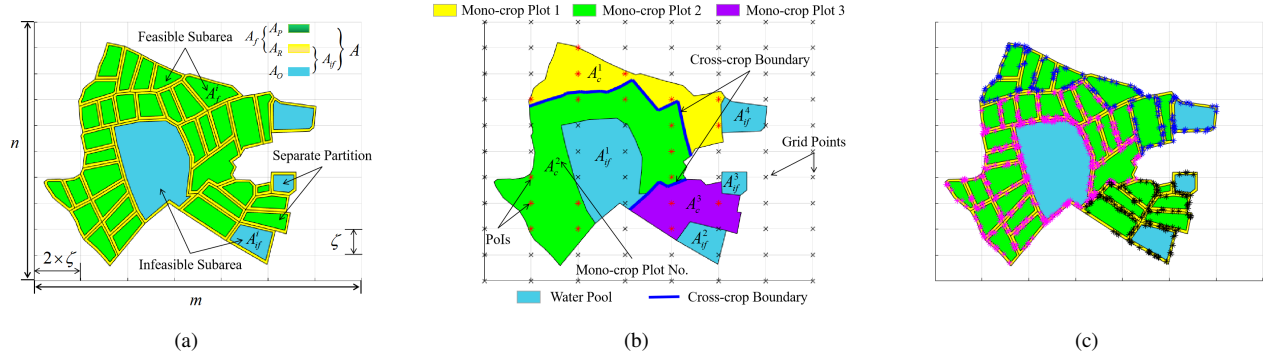 Feasible Subarea
A_f { A_P
A_R } A_if } A
A_O
A_f^i
n
Separate Partition
A_if^i
ζ
Infeasible Subarea
2 × ζ
m
(a)
Mono-crop Plot 1 Mono-crop Plot 2 Mono-crop Plot 3
Cross-crop Boundary
A_c^1
A_if^4
Grid Points
A_if^1
A_c^2
A_if^3
A_c^3
A_if^2
PoIs
Mono-crop Plot No.
Water Pool Cross-crop Boundary
(b)
(c)